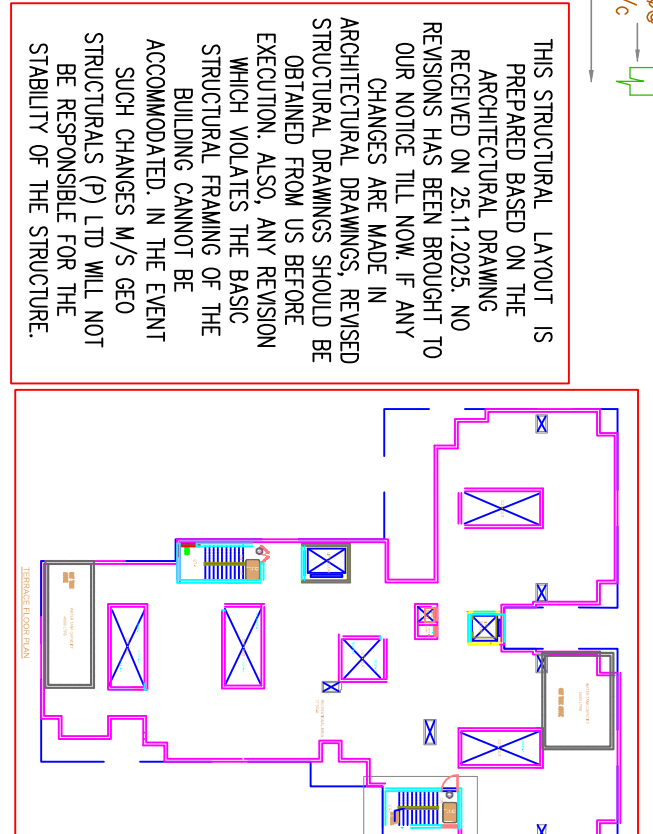 THIS STRUCTURAL LAYOUT IS
PREPARED BASED ON THE
ARCHITECTURAL DRAWING
RECEIVED ON 25.11.2025. NO
REVISIONS HAS BEEN BROUGHT TO
OUR NOTICE TILL NOW. IF ANY
CHANGES ARE MADE IN
ARCHITECTURAL DRAWINGS, REVISED
STRUCTURAL DRAWINGS SHOULD BE
OBTAINED FROM US BEFORE
EXECUTION. ALSO, ANY REVISION
WHICH VIOLATES THE BASIC
STRUCTURAL FRAMING OF THE
BUILDING CANNOT BE
ACCOMMODATED. IN THE EVENT
SUCH CHANGES M/S GEO
STRUCTURALS (P) LTD WILL NOT
BE RESPONSIBLE FOR THE
STABILITY OF THE STRUCTURE.
TERRACE FLOOR PLAN